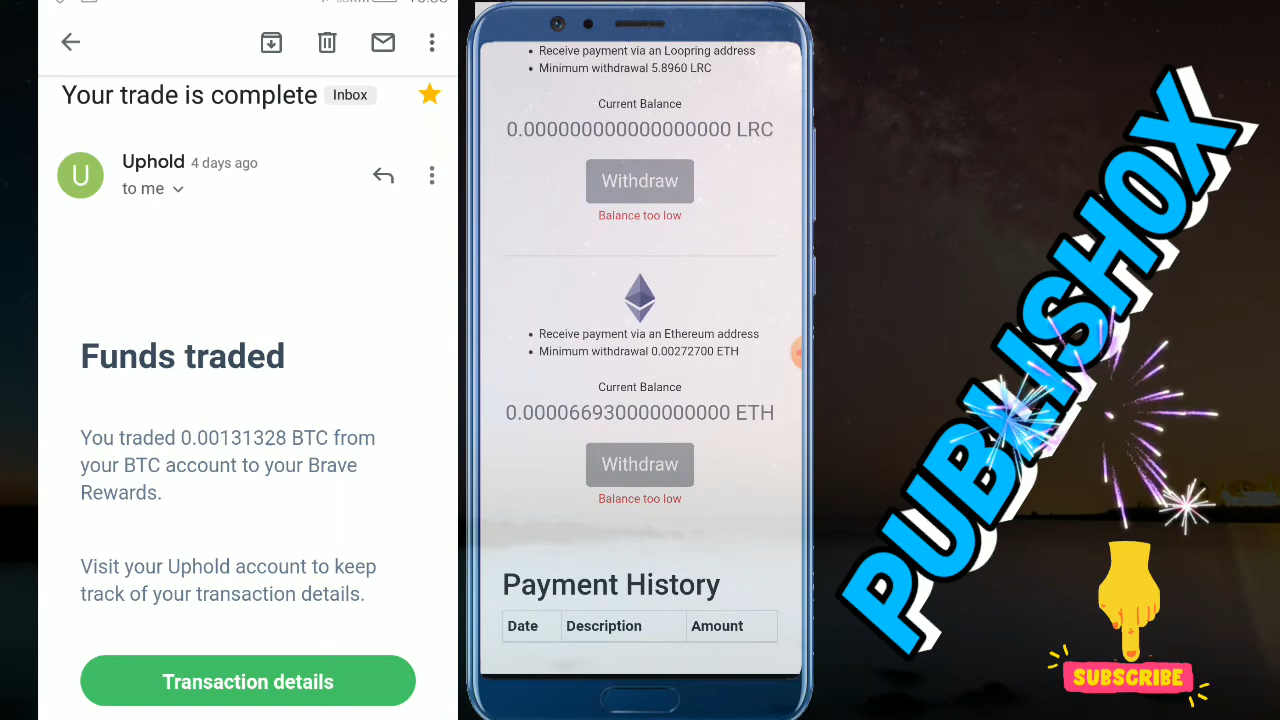 Your trade is complete Inbox
U
Uphold 4 days ago
to me
Funds traded
You traded 0.00131328 BTC from
your BTC account to your Brave
Rewards.
Visit your Uphold account to keep
track of your transaction details.
Transaction details
• Receive payment via an Loopring address
• Minimum withdrawal 5.8960 LRC
Current Balance
0.000000000000000000 LRC
Withdraw
Balance too low
• Receive payment via an Ethereum address
• Minimum withdrawal 0.00272700 ETH
Current Balance
0.000066930000000000 ETH
Withdraw
Balance too low
Payment History
Date Description Amount
PUBLISH0X
SUBSCRIBE